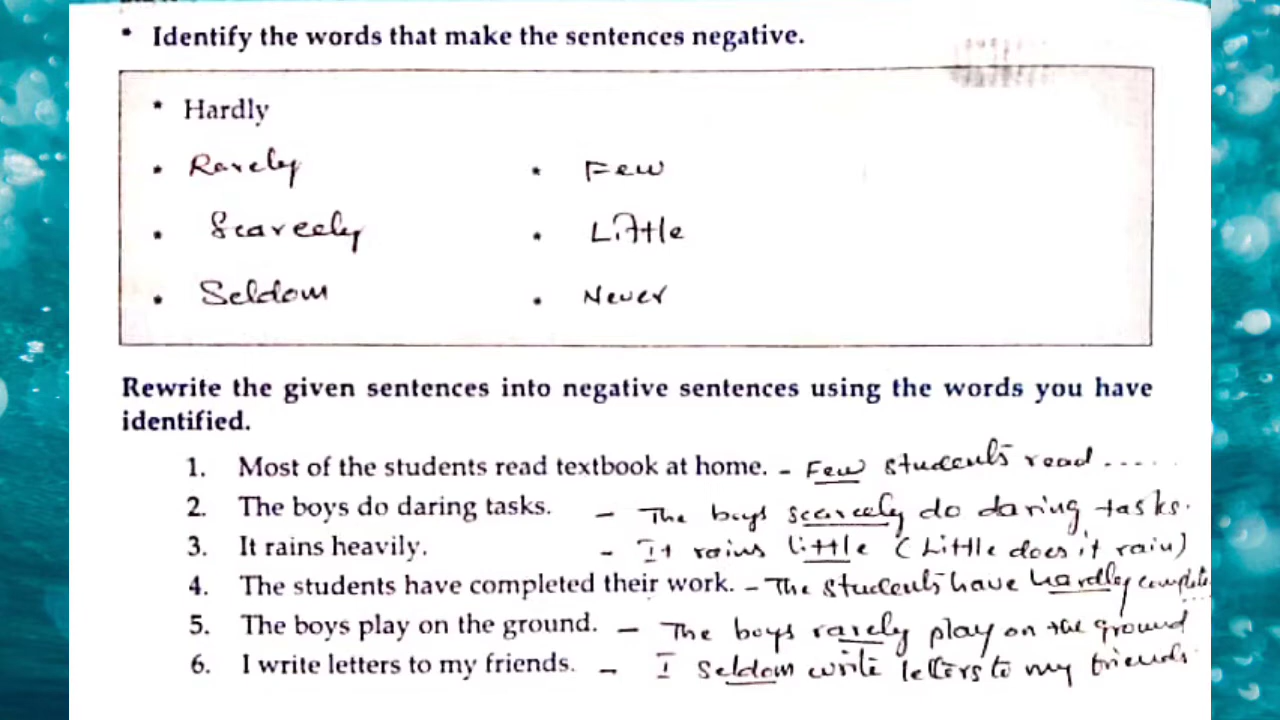 * Identify the words that make the sentences negative.
* Hardly
• Rarely • Few
• Scarcely • Little
• Seldom • Never
Rewrite the given sentences into negative sentences using the words you have
identified.
1. Most of the students read textbook at home. - Few students read .....
2. The boys do daring tasks. - The boys scarcely do daring tasks.
3. It rains heavily. - It rains little (Little does it rain)
4. The students have completed their work. - The students have hardly complete.....
5. The boys play on the ground. - The boys rarely play on the ground
6. I write letters to my friends. - I seldom write letters to my friends.